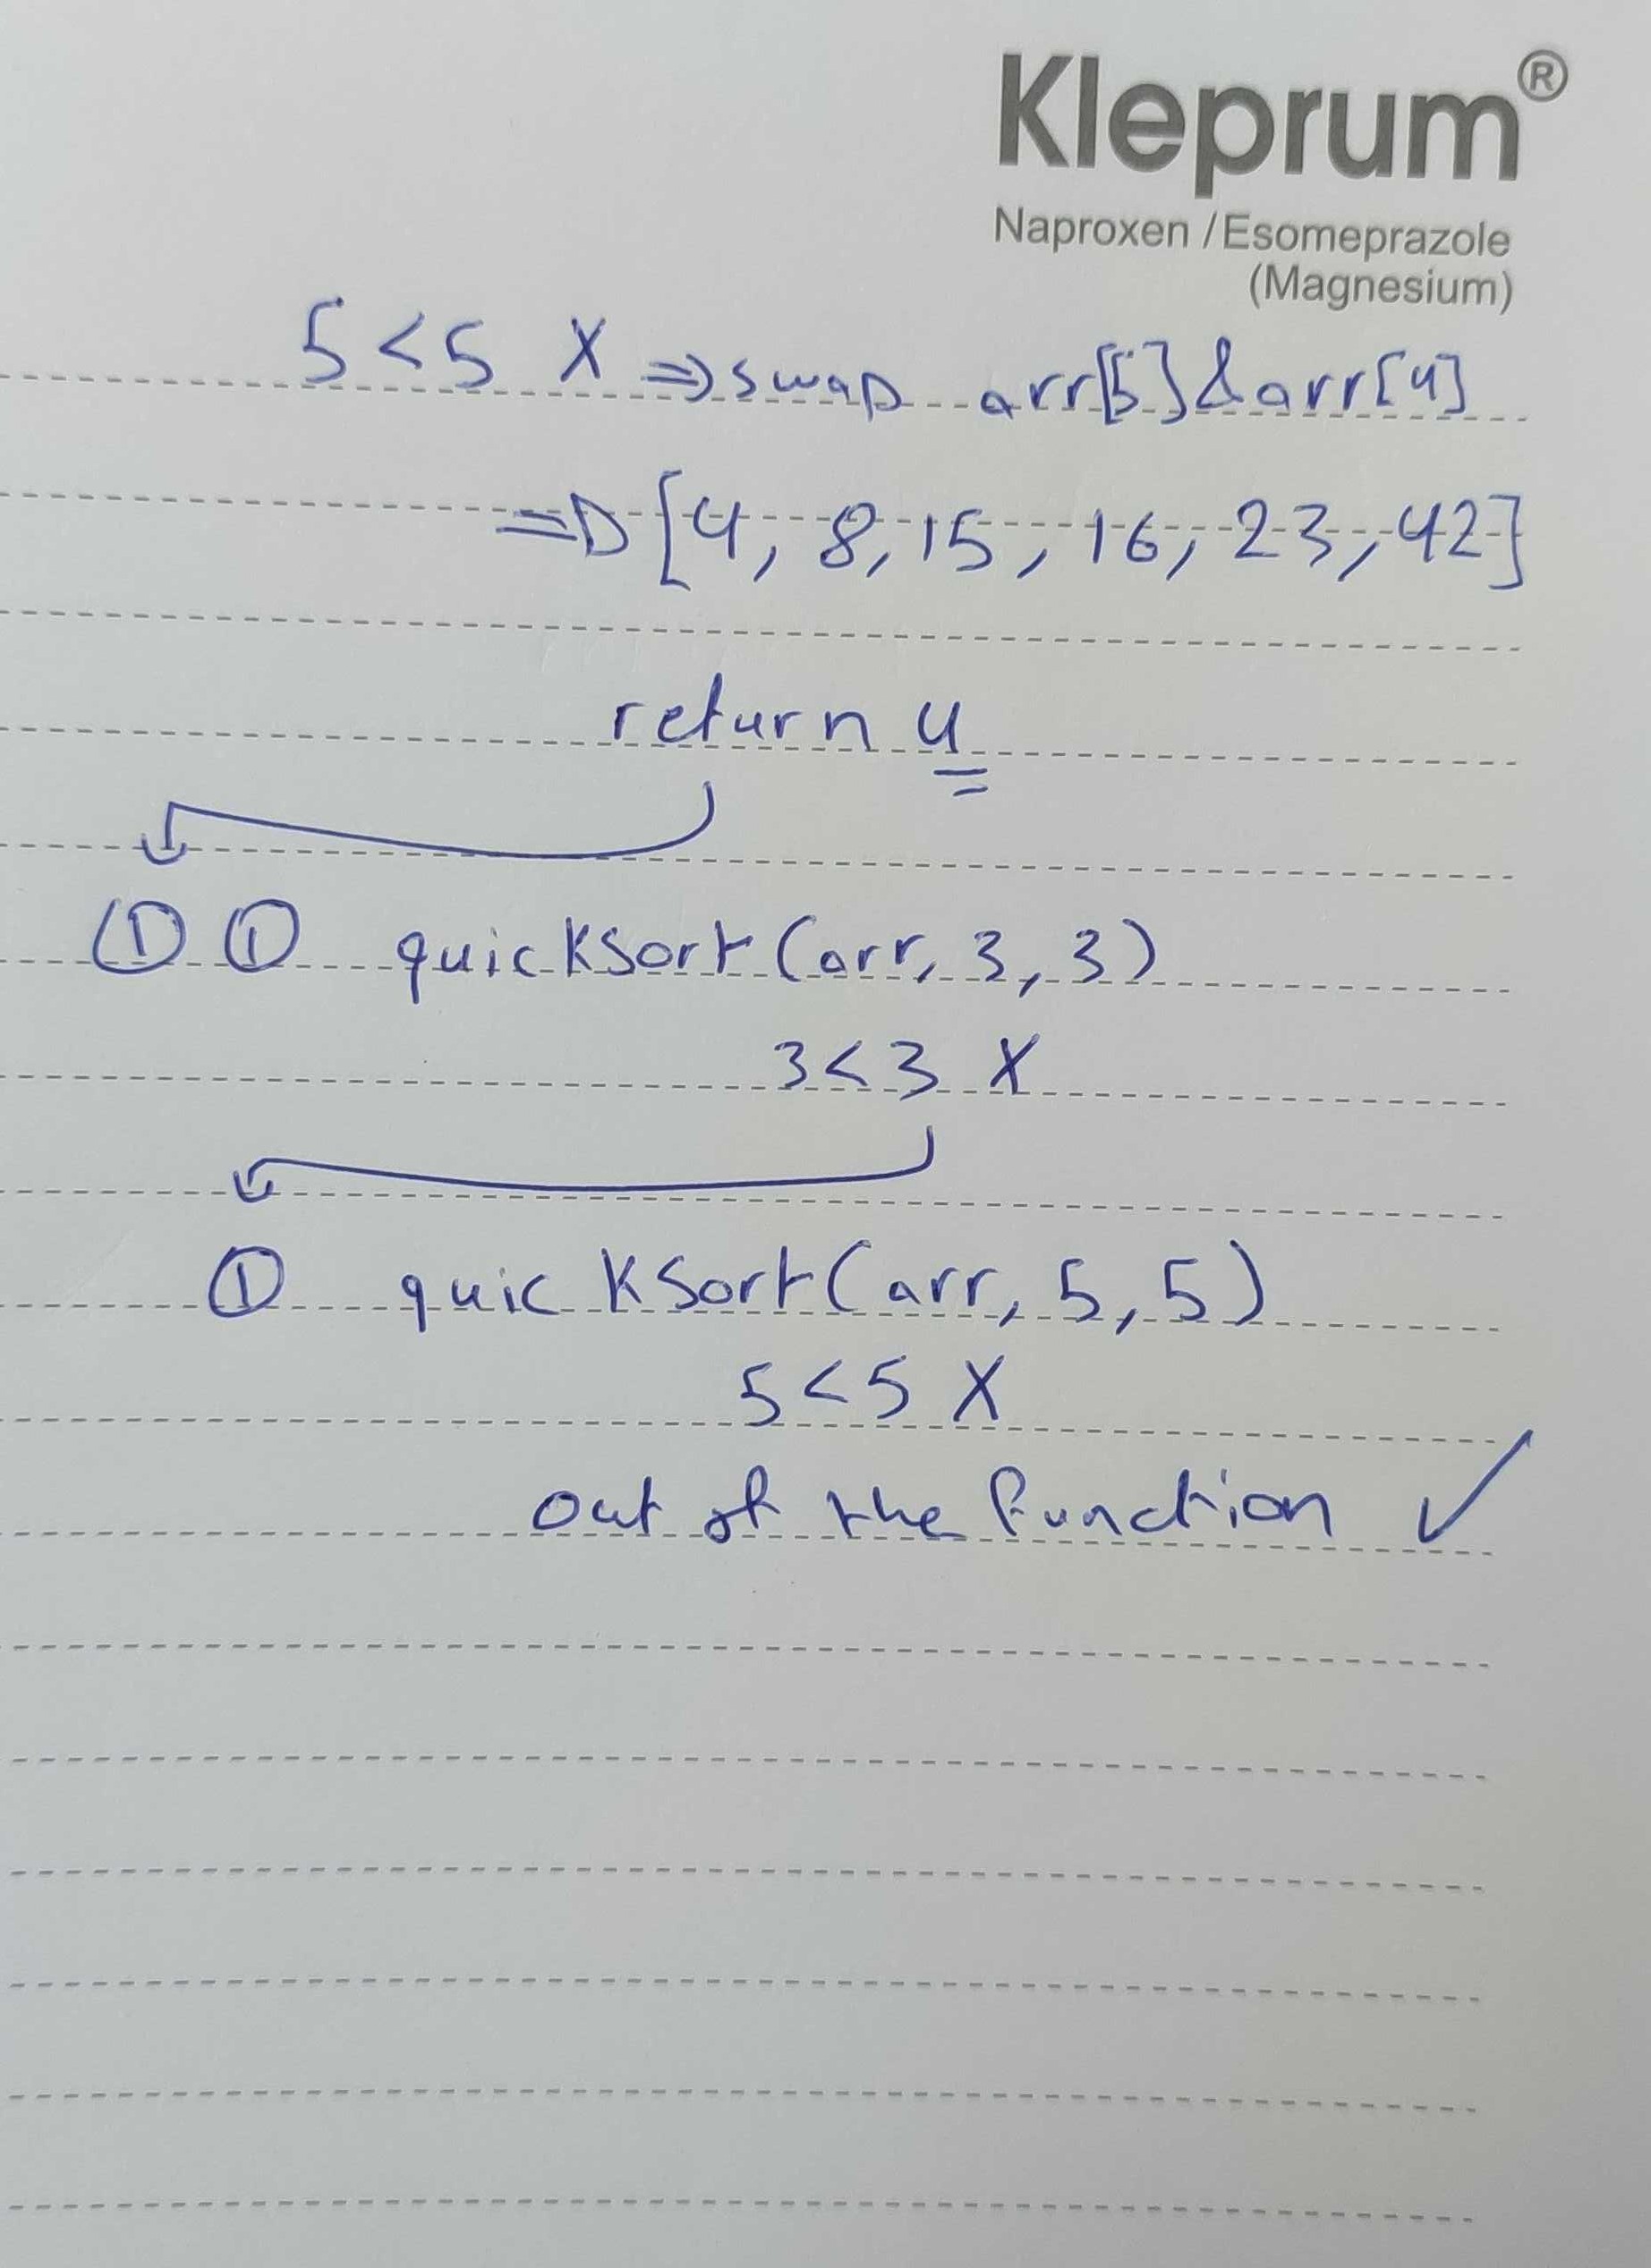 Kleprum®
Naproxen / Esomeprazole
(Magnesium)
5 < 5 X ⇒ swap arr[5] & arr[4]
⇒ [4, 8, 15, 16, 23, 42]
return 4
① ① quickSort(arr, 3, 3)
3 < 3 X
① quickSort(arr, 5, 5)
5 < 5 X
out of the function ✓